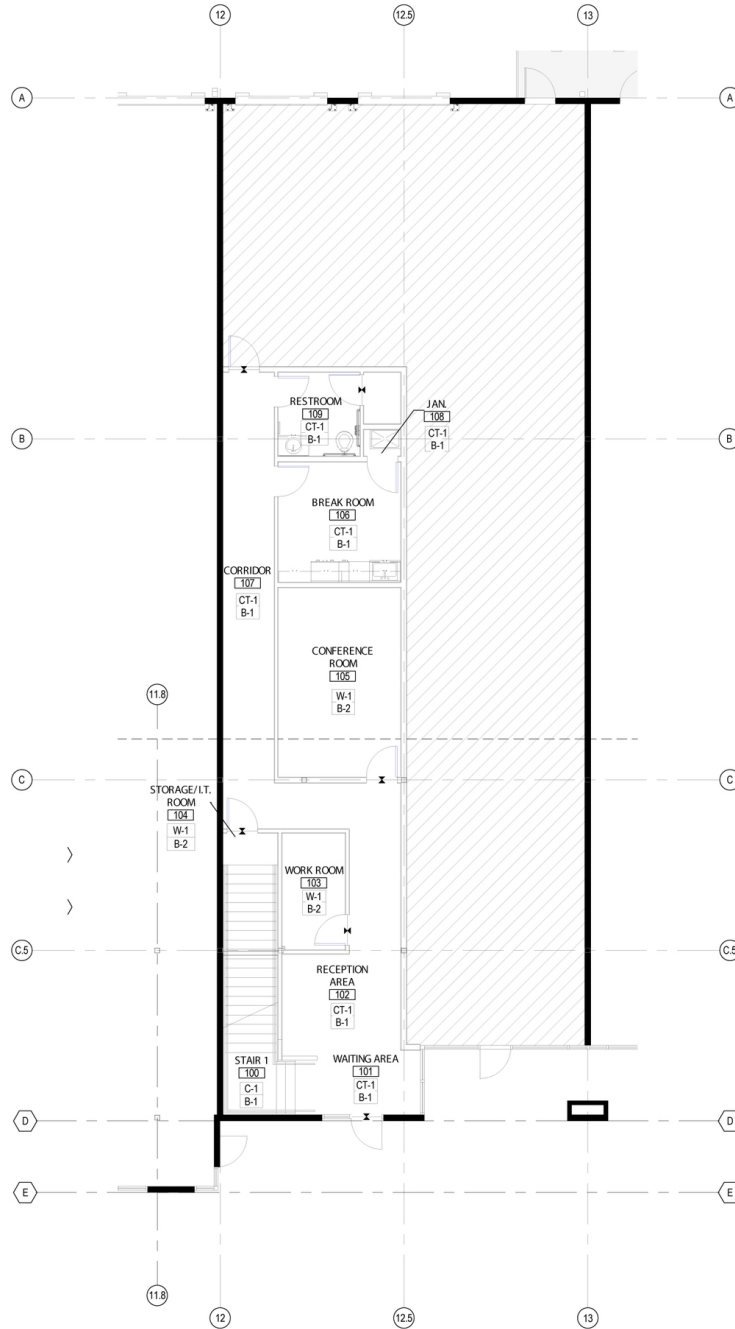 12
12.5
13
A
A
RESTROOM
109
CT-1
B-1
JAN.
108
CT-1
B-1
B
B
BREAK ROOM
106
CT-1
B-1
CORRIDOR
107
CT-1
B-1
CONFERENCE
ROOM
105
W-1
B-2
11.8
C
C
STORAGE/I.T.
ROOM
104
W-1
B-2
WORK ROOM
103
W-1
B-2
C.5
C.5
RECEPTION
AREA
102
CT-1
B-1
STAIR 1
100
C-1
B-1
WAITING AREA
101
CT-1
B-1
D
D
E
E
11.8
12
12.5
13